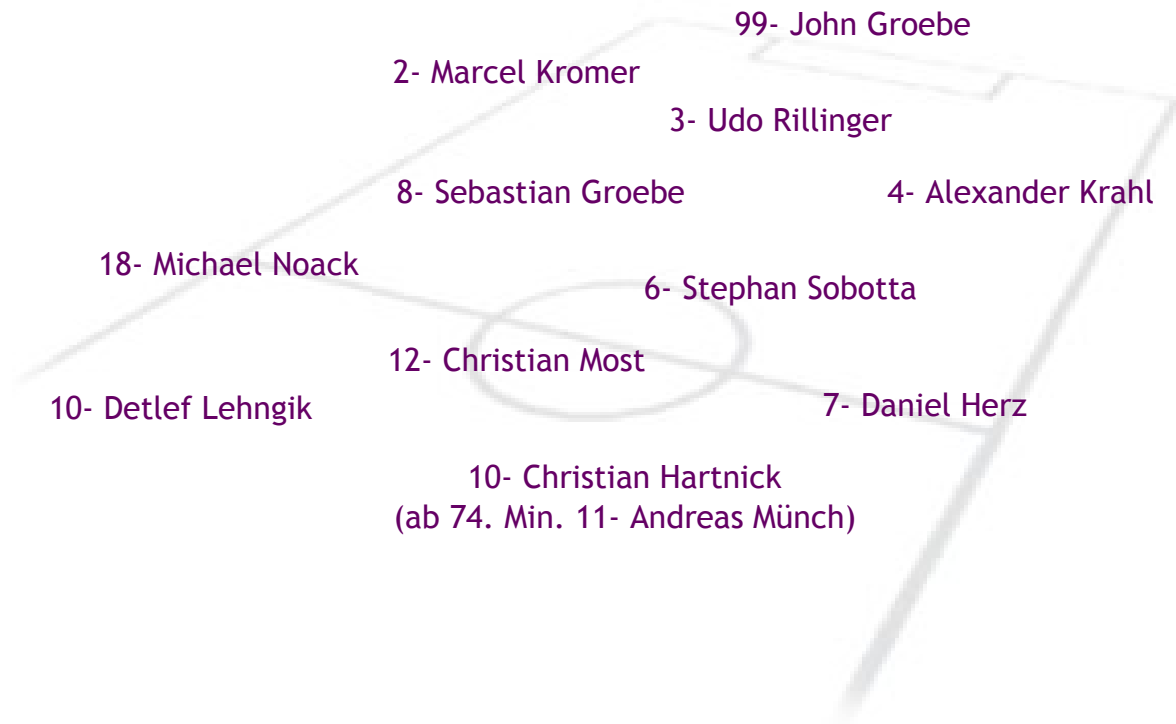 99- John Groebe
2- Marcel Kromer
3- Udo Rillinger
8- Sebastian Groebe
4- Alexander Krahl
18- Michael Noack
6- Stephan Sobotta
12- Christian Most
10- Detlef Lehngik
7- Daniel Herz
10- Christian Hartnick
(ab 74. Min. 11- Andreas Münch)